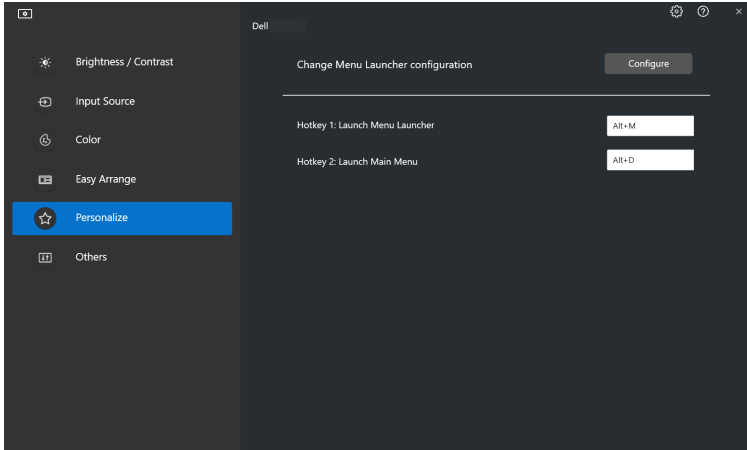 Dell
Brightness / Contrast
Input Source
Color
Easy Arrange
Personalize
Others
Change Menu Launcher configuration
Configure
Hotkey 1: Launch Menu Launcher
Alt+M
Hotkey 2: Launch Main Menu
Alt+D